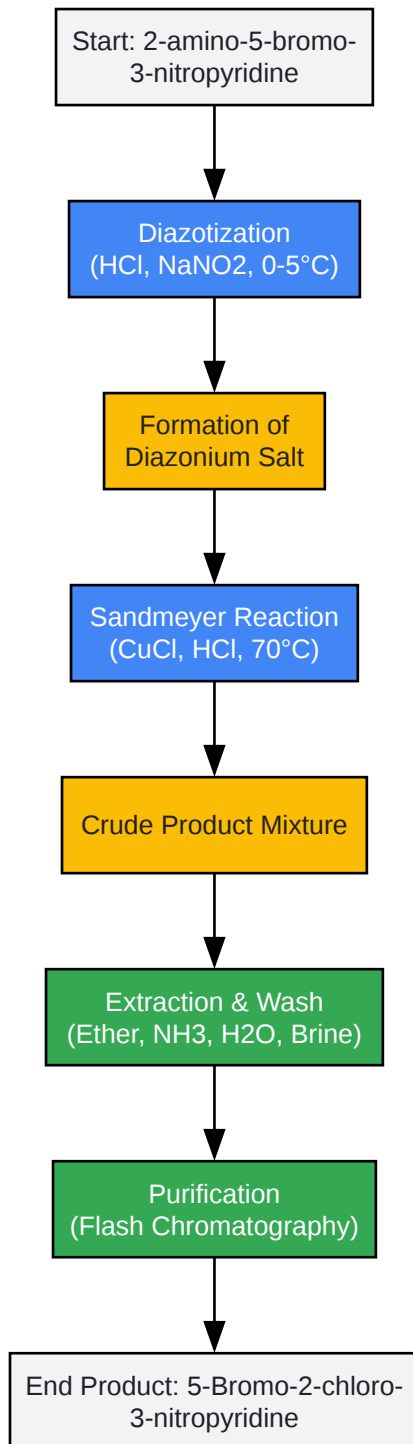 Start: 2-amino-5-bromo-
3-nitropyridine
Diazotization
(HCl, NaNO2, 0-5°C)
Formation of
Diazonium Salt
Sandmeyer Reaction
(CuCl, HCl, 70°C)
Crude Product Mixture
Extraction & Wash
(Ether, NH3, H2O, Brine)
Purification
(Flash Chromatography)
End Product: 5-Bromo-2-chloro-
3-nitropyridine